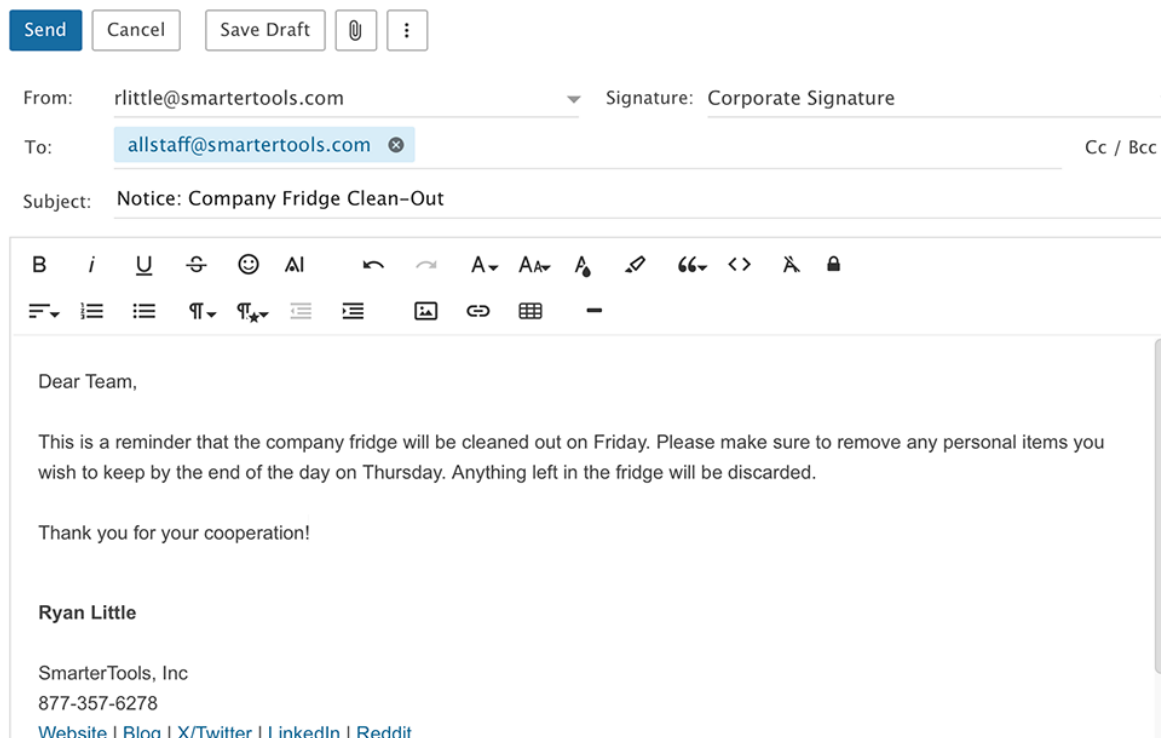 Send Cancel Save Draft
From: rlittle@smartertools.com Signature: Corporate Signature
To: allstaff@smartertools.com Cc / Bcc
Subject: Notice: Company Fridge Clean-Out
B i U S AI A AA A
Dear Team,
This is a reminder that the company fridge will be cleaned out on Friday. Please make sure to remove any personal items you
wish to keep by the end of the day on Thursday. Anything left in the fridge will be discarded.
Thank you for your cooperation!
Ryan Little
SmarterTools, Inc
877-357-6278
Website | Blog | X/Twitter | LinkedIn | Reddit